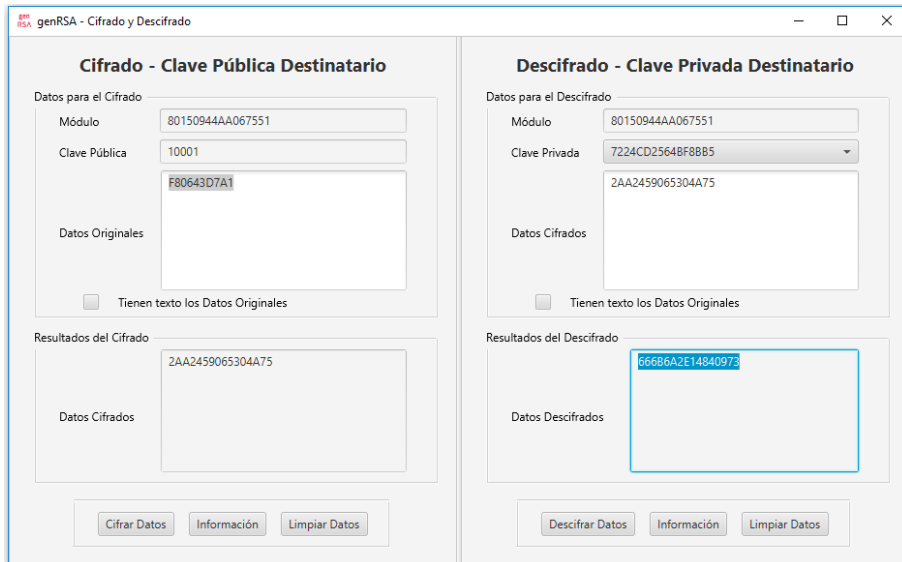 gen RSA genRSA - Cifrado y Descifrado
Cifrado - Clave Pública Destinatario
Datos para el Cifrado
Módulo 80150944AA067551
Clave Pública 10001
Datos Originales F80643D7A1
Tienen texto los Datos Originales
Resultados del Cifrado
Datos Cifrados 2AA2459065304A75
Cifrar Datos Información Limpiar Datos
Descifrado - Clave Privada Destinatario
Datos para el Descifrado
Módulo 80150944AA067551
Clave Privada 7224CD2564BF8BB5
Datos Cifrados 2AA2459065304A75
Tienen texto los Datos Originales
Resultados del Descifrado
Datos Descifrados 666B6A2E14840973
Descifrar Datos Información Limpiar Datos